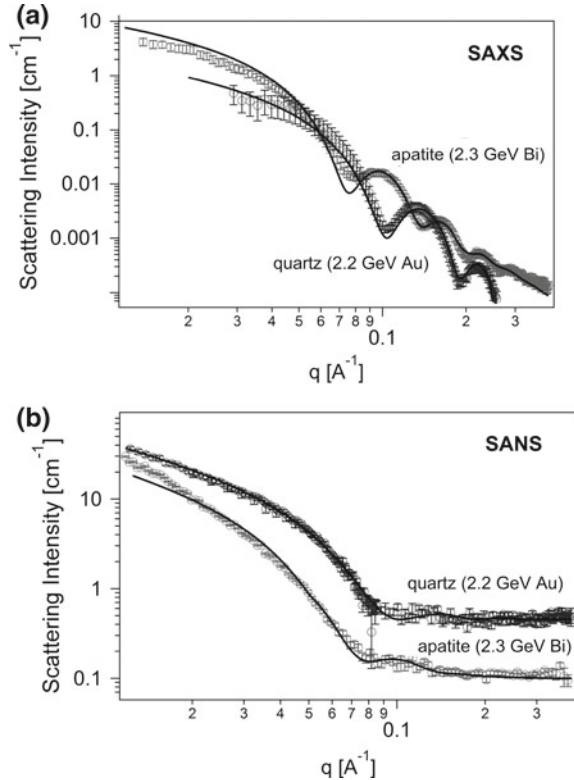 (a)
SAXS
Scattering Intensity [cm⁻¹]
10
1
0.1
0.01
0.001
apatite (2.3 GeV Bi)
quartz (2.2 GeV Au)
2 3 4 5 6 7 8 9 0.1 2 3
q [A⁻¹]
(b)
SANS
Scattering Intensity [cm⁻¹]
10
1
0.1
quartz (2.2 GeV Au)
apatite (2.3 GeV Bi)
2 3 4 5 6 7 8 9 0.1 2 3
q [A⁻¹]